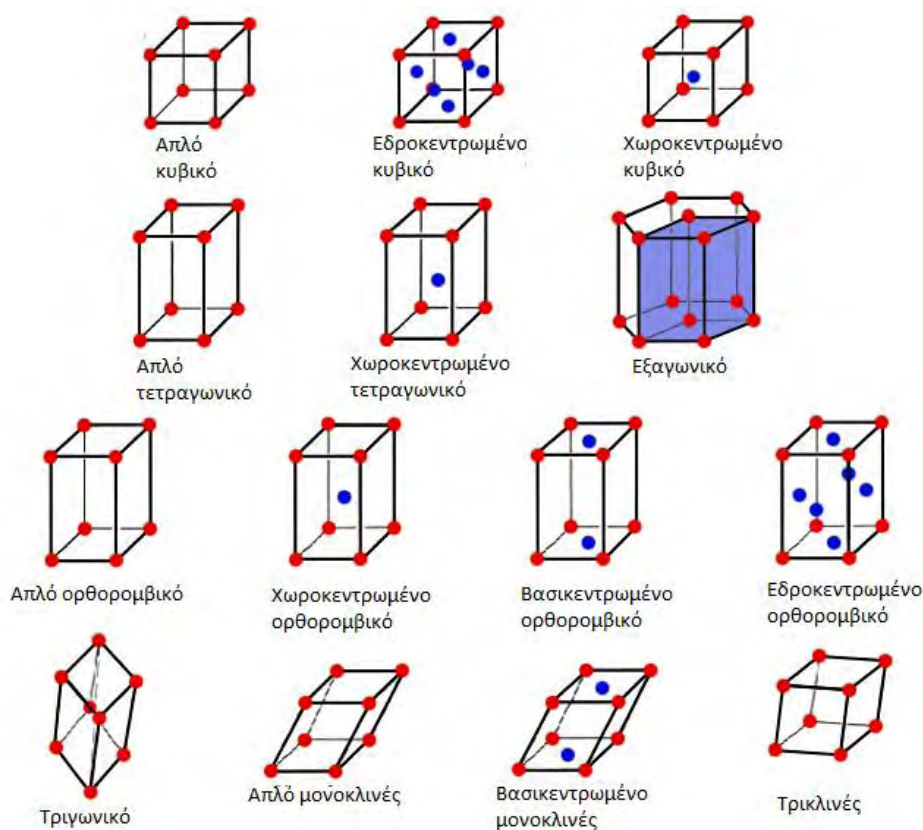 Απλό
κυβικό
Εδροκεντρωμένο
κυβικό
Χωροκεντρωμένο
κυβικό
Απλό
τετραγωνικό
Χωροκεντρωμένο
τετραγωνικό
Εξαγωνικό
Απλό ορθορομβικό
Χωροκεντρωμένο
ορθορομβικό
Βασικεντρωμένο
ορθορομβικό
Εδροκεντρωμένο
ορθορομβικό
Τριγωνικό
Απλό μονοκλινές
Βασικεντρωμένο
μονοκλινές
Τρικλινές